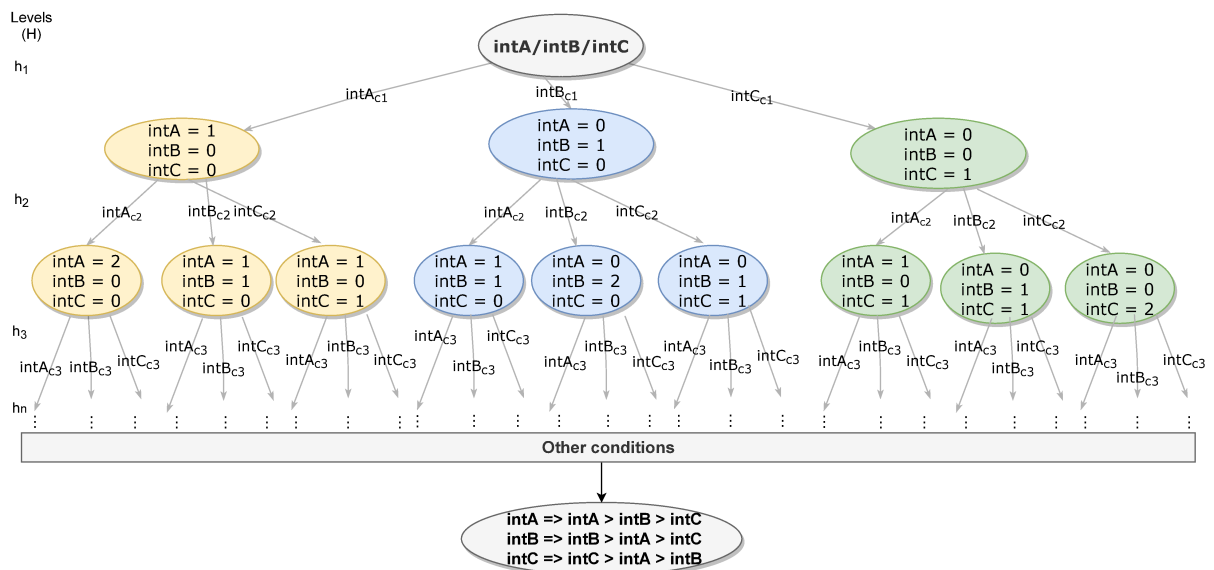 Levels
(H)
intA/intB/intC
h1
intAc1
intBc1
intCc1
intA = 1
intB = 0
intC = 0
intA = 0
intB = 1
intC = 0
intA = 0
intB = 0
intC = 1
h2
intAc2
intBc2
intCc2
intAc2
intBc2
intCc2
intAc2
intBc2
intCc2
intA = 2
intB = 0
intC = 0
intA = 1
intB = 1
intC = 0
intA = 1
intB = 0
intC = 1
intA = 1
intB = 1
intC = 0
intA = 0
intB = 2
intC = 0
intA = 0
intB = 1
intC = 1
intA = 1
intB = 0
intC = 1
intA = 0
intB = 1
intC = 1
intA = 0
intB = 0
intC = 2
h3
intAc3
intBc3
intCc3
intAc3
intBc3
intCc3
intAc3
intBc3
intCc3
intAc3
intBc3
intCc3
intAc3
intBc3
intCc3
intAc3
intBc3
intCc3
intAc3
intBc3
intCc3
intAc3
intBc3
intCc3
intAc3
intBc3
intCc3
hn
Other conditions
intA => intA > intB > intC
intB => intB > intA > intC
intC => intC > intA > intB